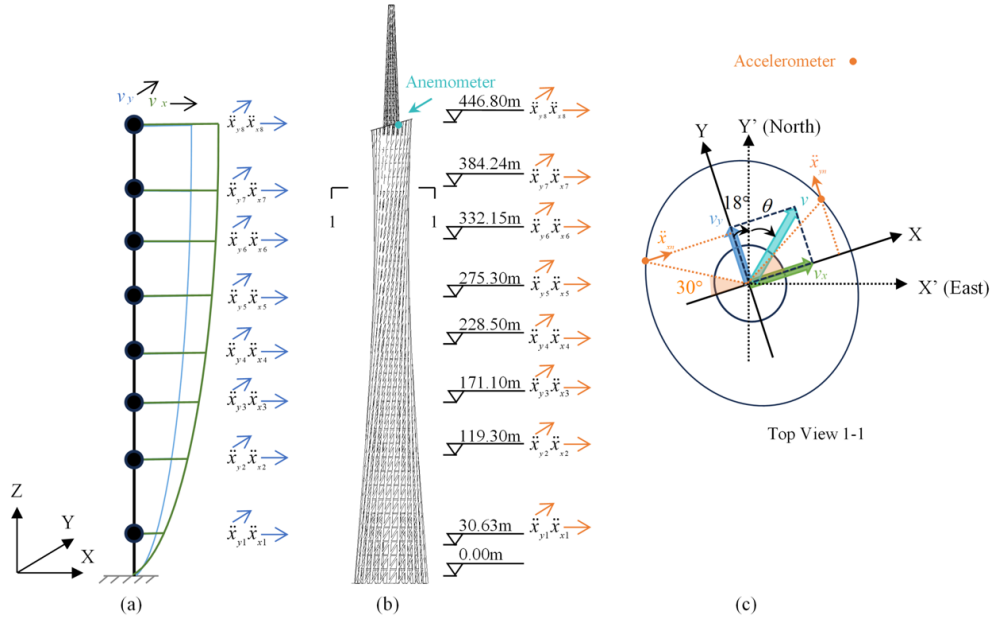 v_y v_x
ẍ_y8 ẍ_x8
ẍ_y7 ẍ_x7
ẍ_y6 ẍ_x6
ẍ_y5 ẍ_x5
ẍ_y4 ẍ_x4
ẍ_y3 ẍ_x3
ẍ_y2 ẍ_x2
ẍ_y1 ẍ_x1
Z
Y
X
(a)
Anemometer
446.80m ẍ_y8 ẍ_x8
384.24m ẍ_y7 ẍ_x7
1 1
332.15m ẍ_y6 ẍ_x6
275.30m ẍ_y5 ẍ_x5
228.50m ẍ_y4 ẍ_x4
171.10m ẍ_y3 ẍ_x3
119.30m ẍ_y2 ẍ_x2
30.63m ẍ_y1 ẍ_x1
0.00m
(b)
Accelerometer
Y Y' (North)
ẍ_yn
18° θ v
v_y
ẍ_xn
X
v_x
30°
X' (East)
Top View 1-1
(c)